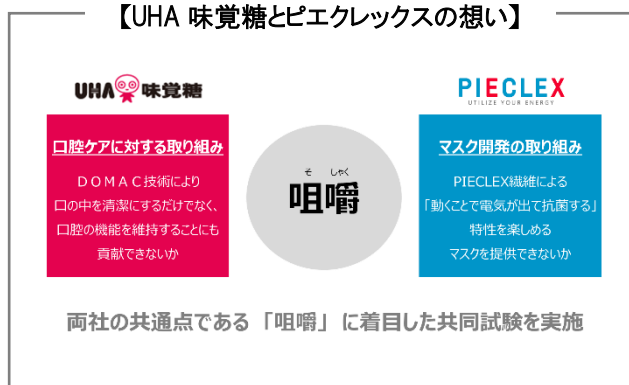 【UHA 味覚糖とピエクレックスの想い】
UHA味覚糖
口腔ケアに対する取り組み
DOMAC技術により
口の中を清潔にするだけでなく、
口腔の機能を維持することにも
貢献できないか
そ しゃく
咀嚼
PIECLEX
UTILIZE YOUR ENERGY
マスク開発の取り組み
PIECLEX繊維による
「動くことで電気が出て抗菌する」
特性を楽しめる
マスクを提供できないか
両社の共通点である「咀嚼」に着目した共同試験を実施